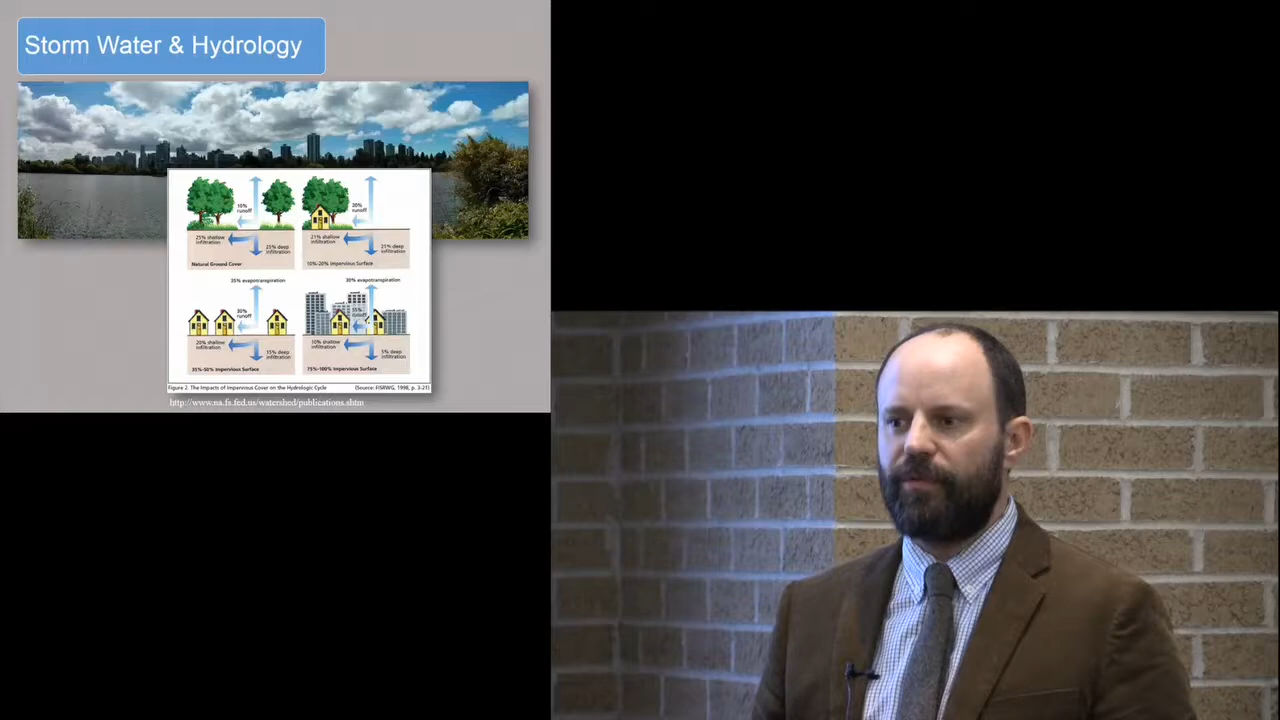 Storm Water & Hydrology
10%
runoff
25% shallow
infiltration
25% deep
infiltration
Natural Ground Cover
20%
runoff
21% shallow
infiltration
21% deep
infiltration
10%-20% Impervious Surface
35% evapotranspiration
30%
runoff
20% shallow
infiltration
15% deep
infiltration
35%-50% Impervious Surface
30% evapotranspiration
55%
runoff
10% shallow
infiltration
5% deep
infiltration
75%-100% Impervious Surface
Figure 2. The Impacts of Impervious Cover on the Hydrologic Cycle
(Source: FISRWG, 1998, p. 3-21)
http://www.na.fs.fed.us/watershed/publications.shtm